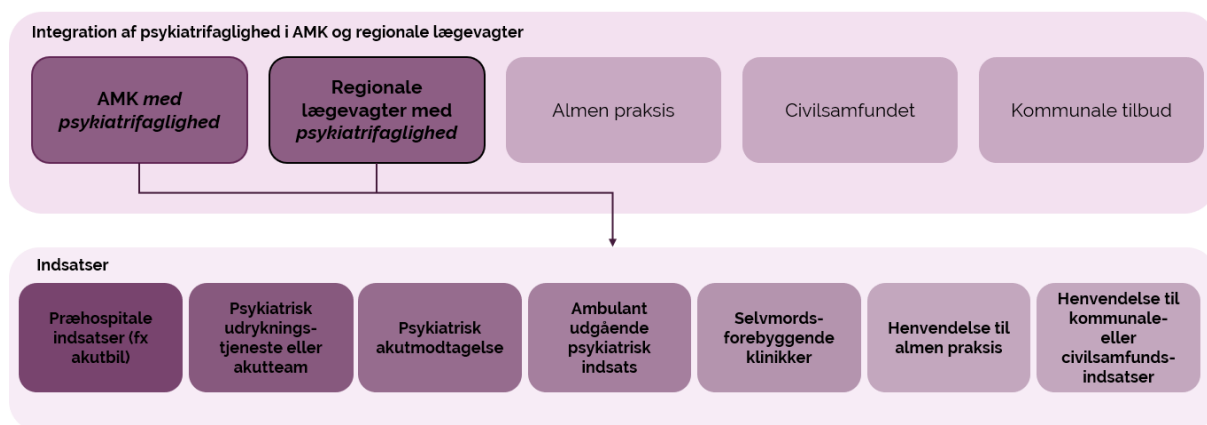 Integration af psykiatrifaglighed i AMK og regionale lægevagter
AMK med
psykiatrifaglighed
Regionale
lægevagter med
psykiatrifaglighed
Almen praksis
Civilsamfundet
Kommunale tilbud
Indsatser
Præhospitale
indsatser (fx
akutbil)
Psykiatrisk
udryknings-
tjeneste eller
akutteam
Psykiatrisk
akutmodtagelse
Ambulant
udgående
psykiatrisk
indsats
Selvmords-
forebyggende
klinikker
Henvendelse til
almen praksis
Henvendelse til
kommunale-
eller
civilsamfunds-
indsatser